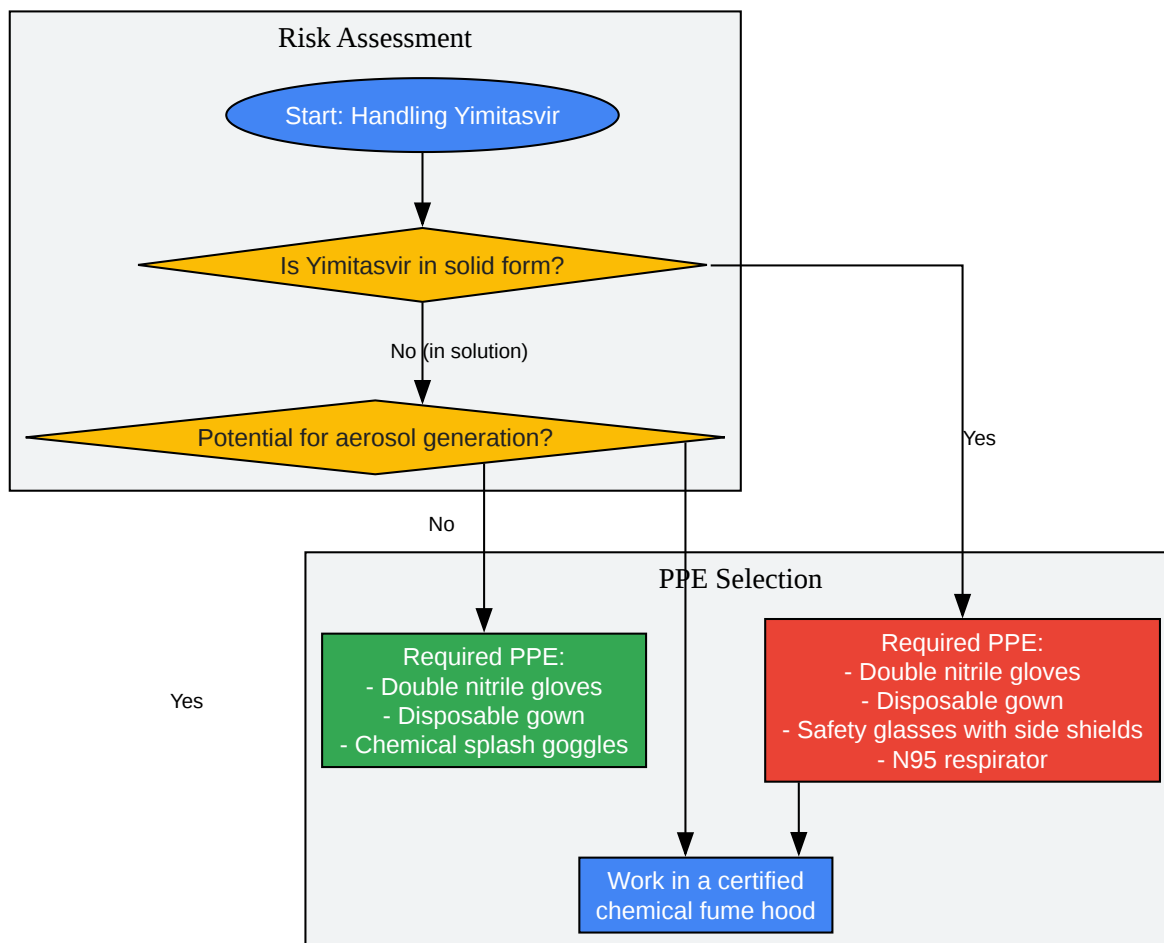 Risk Assessment
Start: Handling Yimitasvir
Is Yimitasvir in solid form?
No (in solution)
Potential for aerosol generation?
Yes
No
PPE Selection
Required PPE:
- Double nitrile gloves
- Disposable gown
- Chemical splash goggles
Required PPE:
- Double nitrile gloves
- Disposable gown
- Safety glasses with side shields
- N95 respirator
Yes
Work in a certified
chemical fume hood